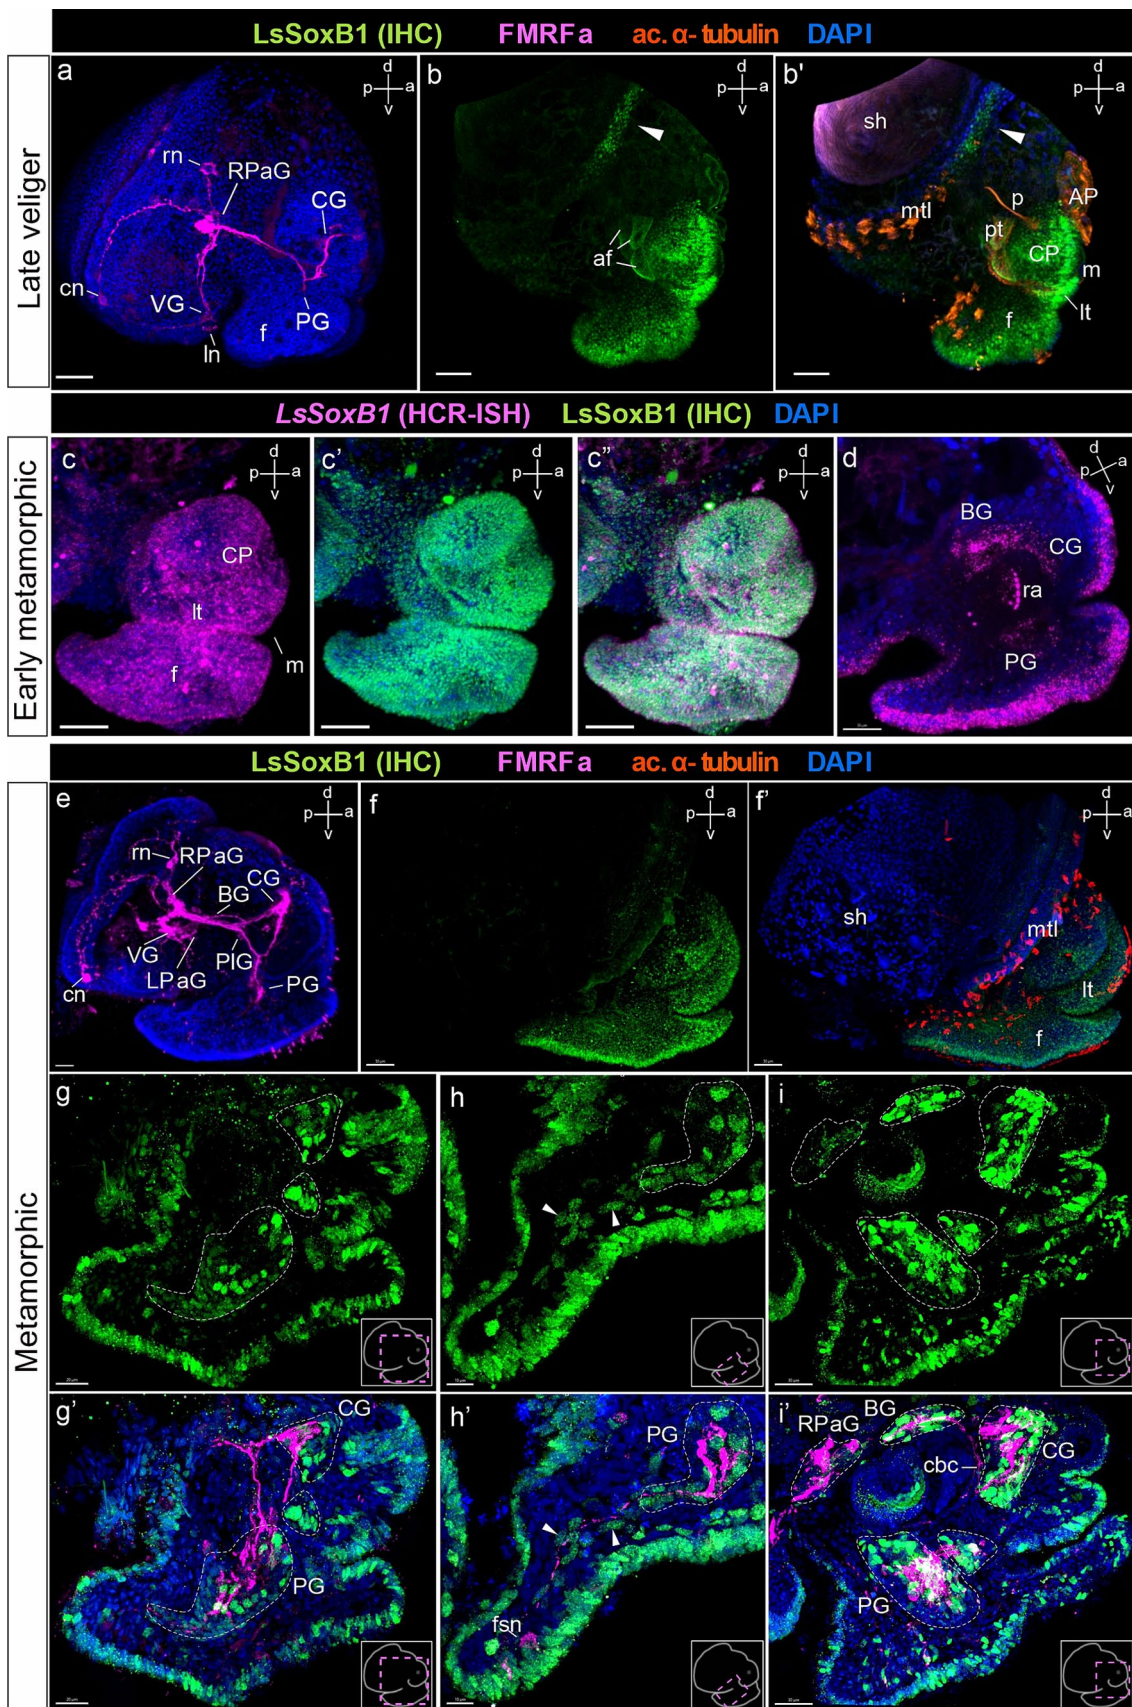 LsSoxB1 (IHC) FMRFa ac. α- tubulin DAPI
Late veliger
a
d
p a
v
rn
RPaG
CG
cn
VG
ln
f
PG
b
d
p a
v
af
b'
d
p a
v
sh
mtl
p
AP
pt
CP
m
lt
f
LsSoxB1 (HCR-ISH) LsSoxB1 (IHC) DAPI
Early metamorphic
c
d
p a
v
CP
lt
m
f
c'
d
p a
v
c"
d
p a
v
d
d
p a
v
BG
CG
ra
PG
LsSoxB1 (IHC) FMRFa ac. α- tubulin DAPI
Metamorphic
e
d
p a
v
rn
RPaG
BG
CG
VG
LPaG
PlG
PG
cn
f
d
p a
v
f'
d
p a
v
sh
mtl
lt
f
g
h
i
g'
CG
PG
h'
PG
fsn
i'
RPaG
BG
cbc
CG
PG